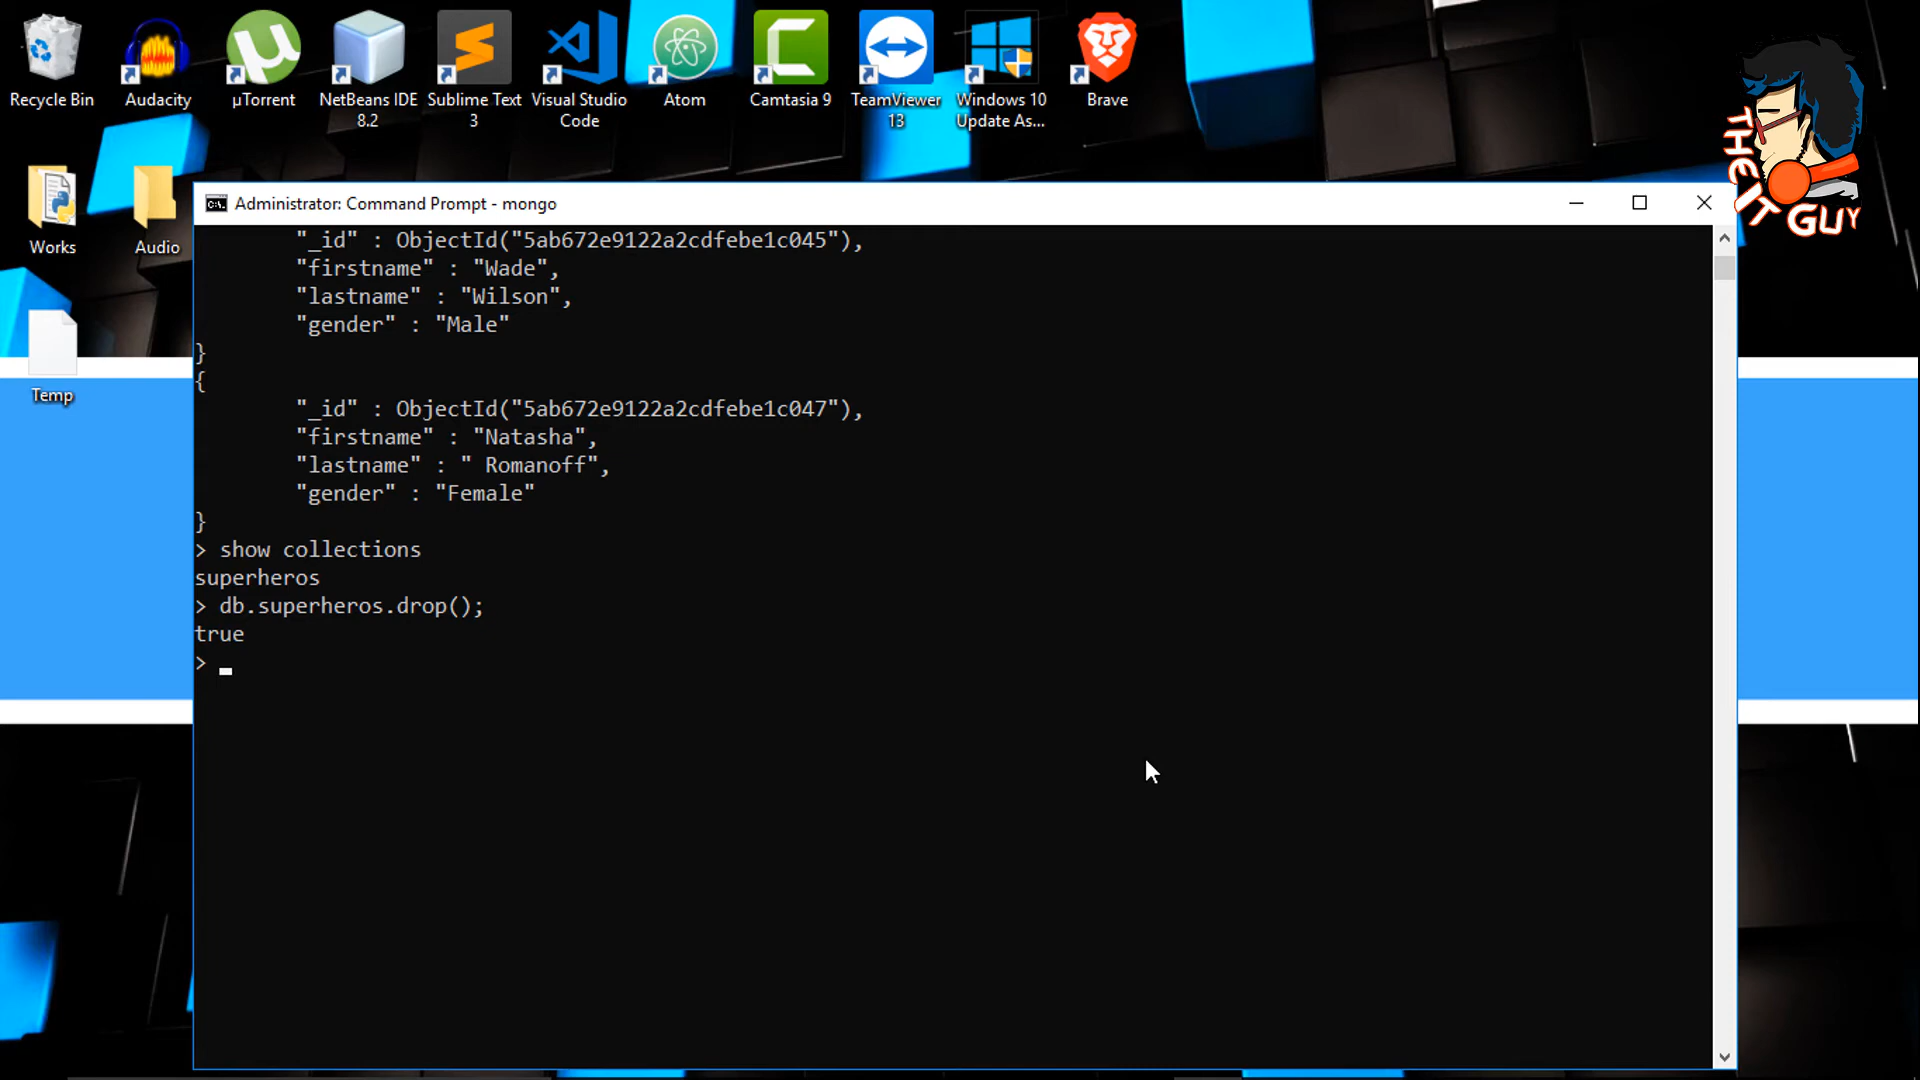 Recycle Bin
Audacity
µTorrent
NetBeans IDE 8.2
Sublime Text 3
Visual Studio Code
Atom
Camtasia 9
TeamViewer 13
Windows 10 Update As...
Brave
THE IT GUY
Works
Audio
Temp
Administrator: Command Prompt - mongo
"_id" : ObjectId("5ab672e9122a2cdfebe1c045"),
"firstname" : "Wade",
"lastname" : "Wilson",
"gender" : "Male"
}
{
"_id" : ObjectId("5ab672e9122a2cdfebe1c047"),
"firstname" : "Natasha",
"lastname" : " Romanoff",
"gender" : "Female"
}
> show collections
superheros
> db.superheros.drop();
true
>